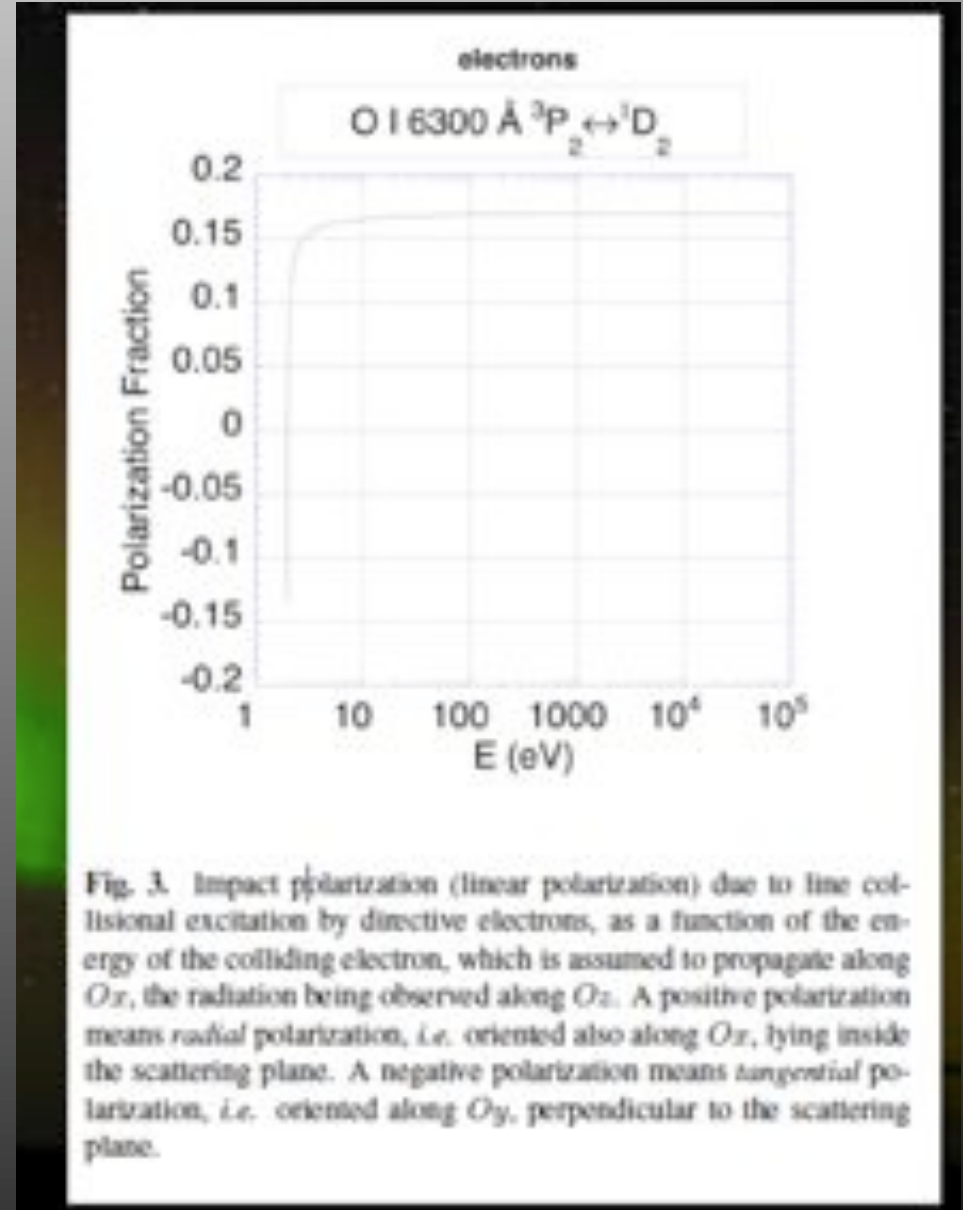 electrons
O I 6300 Å ³P₂↔¹D₂
0.2
0.15
0.1
0.05
0
-0.05
-0.1
-0.15
-0.2
Polarization Fraction
1 10 100 1000 10⁴ 10⁵
E (eV)
Fig. 3. Impact polarization (linear polarization) due to line col-
lisional excitation by directive electrons, as a function of the en-
ergy of the colliding electron, which is assumed to propagate along
Ox, the radiation being observed along Oz. A positive polarization
means radial polarization, i.e. oriented also along Ox, lying inside
the scattering plane. A negative polarization means tangential po-
larization, i.e. oriented along Oy, perpendicular to the scattering
plane.